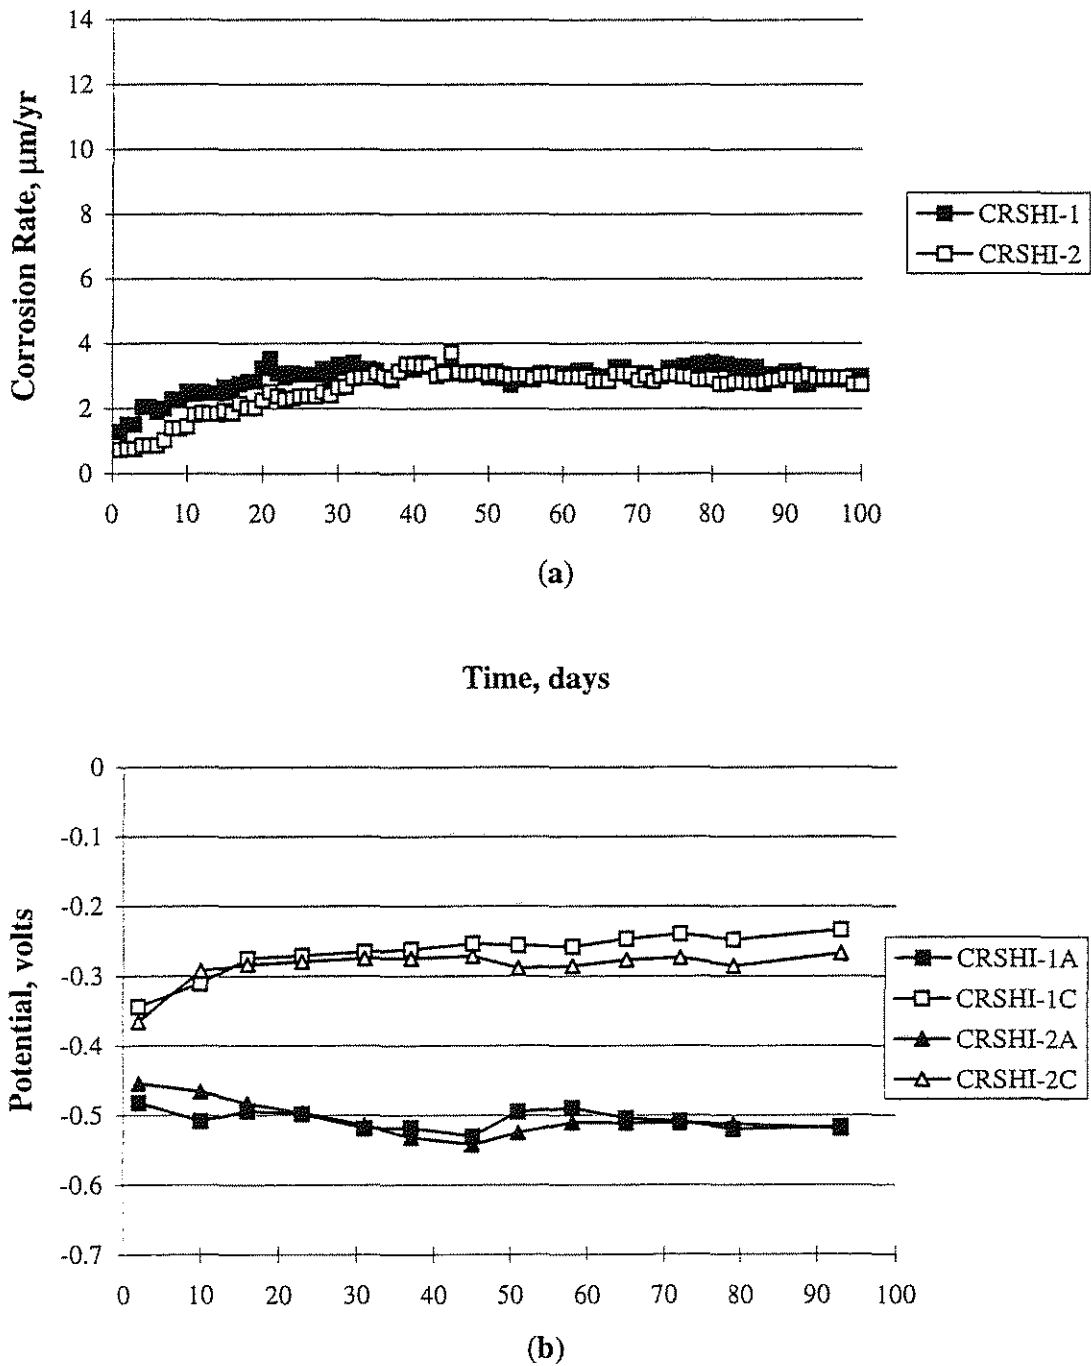 14
12
10
8
6
4
2
0
Corrosion Rate, μm/yr
0 10 20 30 40 50 60 70 80 90 100
CRSHI-1
CRSHI-2
(a)
Time, days
0
-0.1
-0.2
-0.3
-0.4
-0.5
-0.6
-0.7
Potential, volts
0 10 20 30 40 50 60 70 80 90 100
CRSHI-1A
CRSHI-1C
CRSHI-2A
CRSHI-2C
(b)